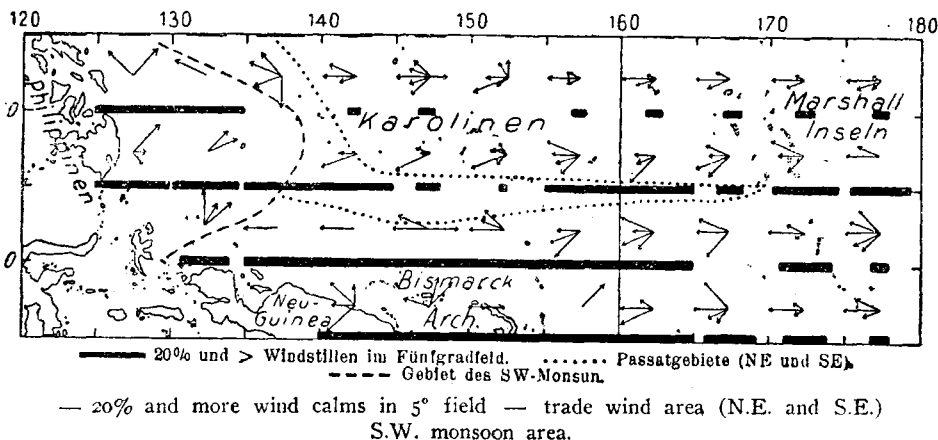 120 130 140 150 160 170 180
Philippinen
Karolinen
Marshall
Inseln
0
0
Bismarck
Arch.
Neu-
Guinea
20% und > Windstillen im Fünfgradfeld. Passatgebiete (NE und SE).
Gebiet des SW-Monsun.
— 20% and more wind calms in 5° field — trade wind area (N.E. and S.E.)
S.W. monsoon area.